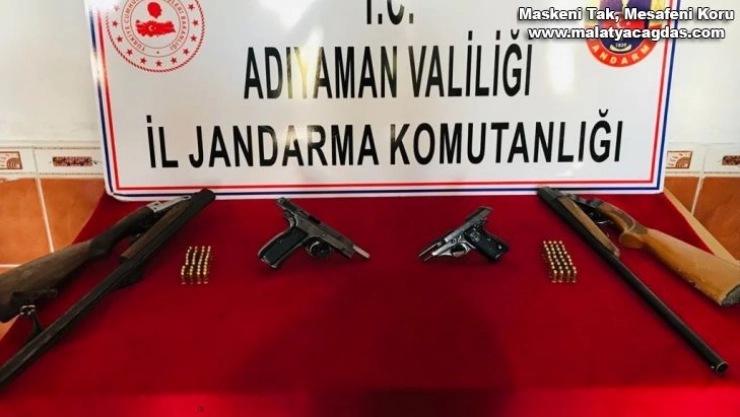 Maskeni Tak, Mesafeni Koru
www.malatyacagdas.com
T.C.
ADIYAMAN VALİLİĞİ
İL JANDARMA KOMUTANLIĞI